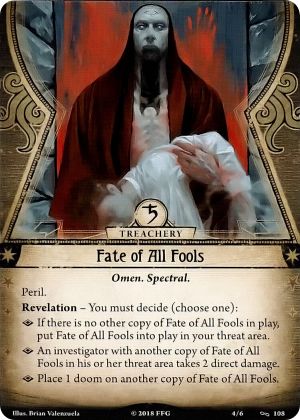 TREACHERY
Fate of All Fools
Omen. Spectral.
Peril.
Revelation – You must decide (choose one):
If there is no other copy of Fate of All Fools in play,
put Fate of All Fools into play in your threat area.
An investigator with another copy of Fate of All
Fools in his or her threat area takes 2 direct damage.
Place 1 doom on another copy of Fate of All Fools.
Illus. Brian Valenzuela © 2018 FFG 4/6 108